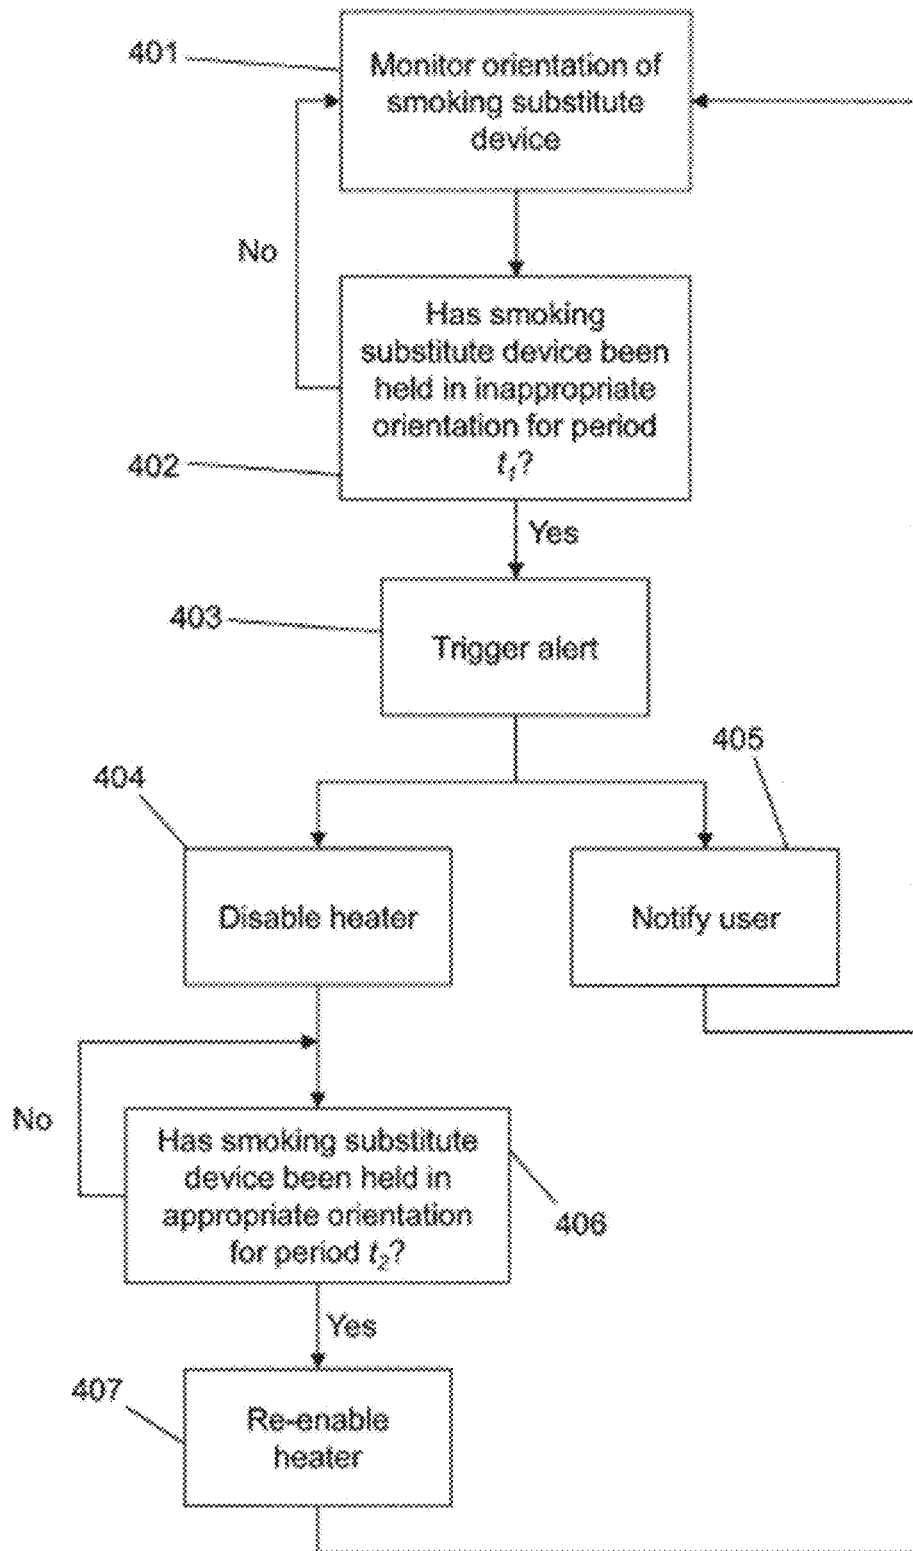 401
Monitor orientation of
smoking substitute
device
No
Has smoking
substitute device been
held in inappropriate
orientation for period
t₁?
402
Yes
403
Trigger alert
404
405
Disable heater
Notify user
No
Has smoking substitute
device been held in
appropriate orientation
for period t₂?
406
Yes
407
Re-enable
heater